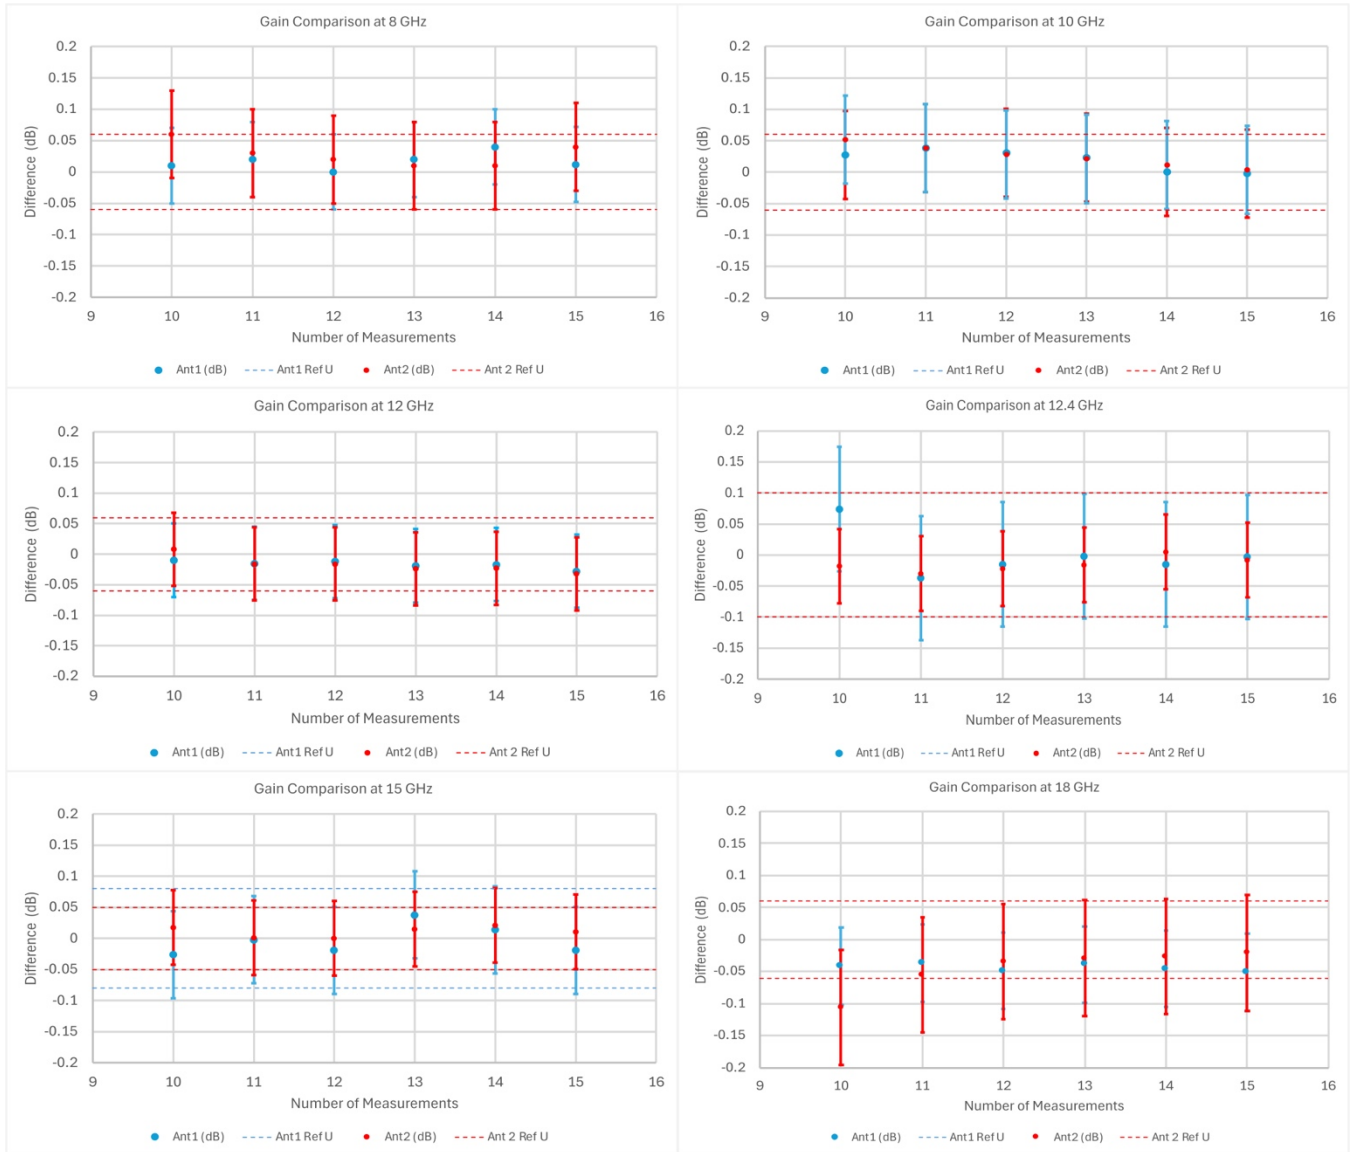 Gain Comparison at 8 GHz
0.2
0.15
0.1
0.05
0
-0.05
-0.1
-0.15
-0.2
Difference (dB)
9 10 11 12 13 14 15 16
Number of Measurements
Ant1 (dB) Ant1 Ref U Ant2 (dB) Ant 2 Ref U
Gain Comparison at 10 GHz
0.2
0.15
0.1
0.05
0
-0.05
-0.1
-0.15
-0.2
Difference (dB)
9 10 11 12 13 14 15 16
Number of Measurements
Ant1 (dB) Ant1 Ref U Ant2 (dB) Ant 2 Ref U
Gain Comparison at 12 GHz
0.2
0.15
0.1
0.05
0
-0.05
-0.1
-0.15
-0.2
Difference (dB)
9 10 11 12 13 14 15 16
Number of Measurements
Ant1 (dB) Ant1 Ref U Ant2 (dB) Ant 2 Ref U
Gain Comparison at 12.4 GHz
0.2
0.15
0.1
0.05
0
-0.05
-0.1
-0.15
-0.2
Difference (dB)
9 10 11 12 13 14 15 16
Number of Measurements
Ant1 (dB) Ant1 Ref U Ant2 (dB) Ant 2 Ref U
Gain Comparison at 15 GHz
0.2
0.15
0.1
0.05
0
-0.05
-0.1
-0.15
-0.2
Difference (dB)
9 10 11 12 13 14 15 16
Number of Measurements
Ant1 (dB) Ant1 Ref U Ant2 (dB) Ant 2 Ref U
Gain Comparison at 18 GHz
0.2
0.15
0.1
0.05
0
-0.05
-0.1
-0.15
-0.2
Difference (dB)
9 10 11 12 13 14 15 16
Number of Measurements
Ant1 (dB) Ant1 Ref U Ant2 (dB) Ant 2 Ref U